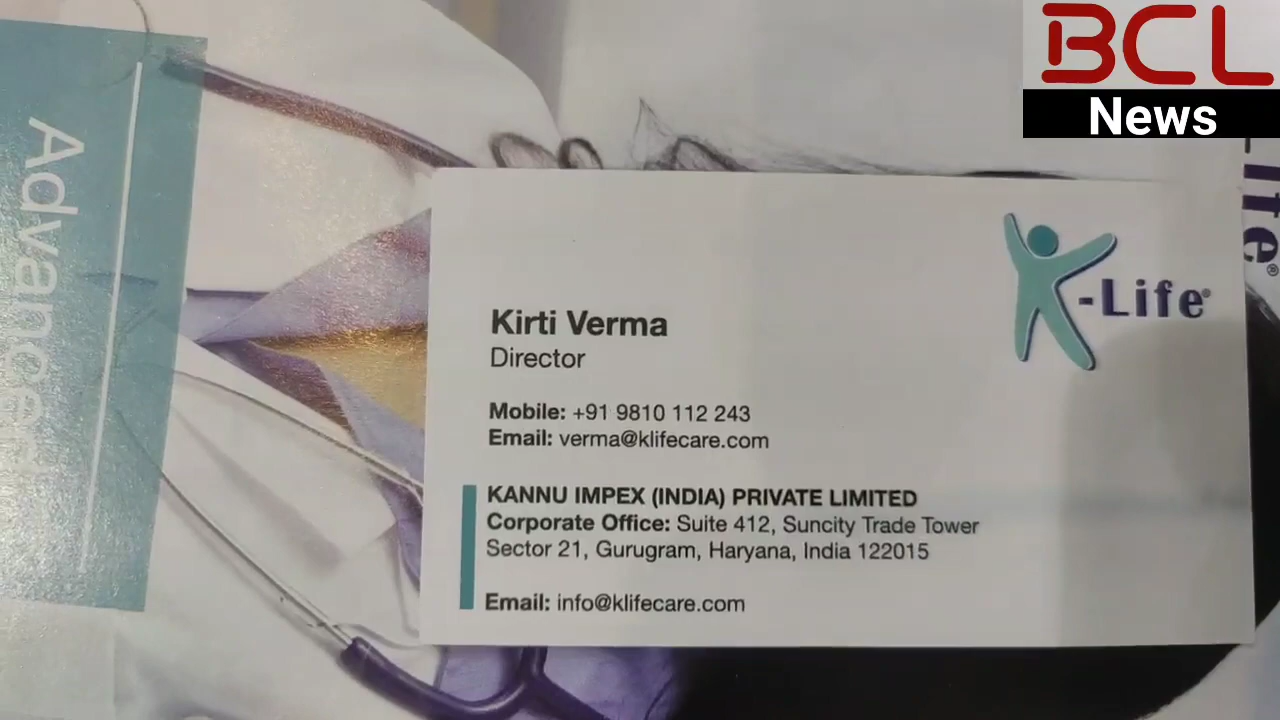 BCL
News
Advanced
Life®
-Life®
Kirti Verma
Director
Mobile: +91 9810 112 243
Email: verma@klifecare.com
KANNU IMPEX (INDIA) PRIVATE LIMITED
Corporate Office: Suite 412, Suncity Trade Tower
Sector 21, Gurugram, Haryana, India 122015
Email: info@klifecare.com